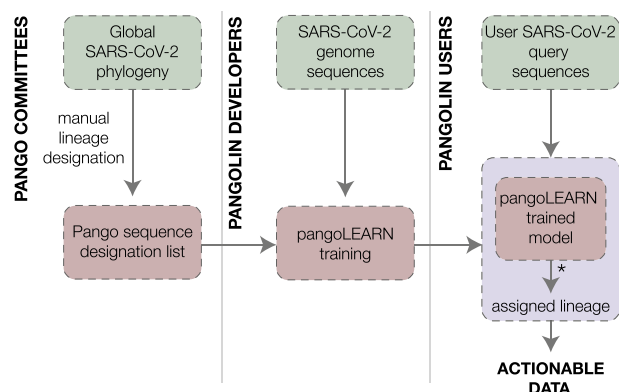 PANGO COMMITTEES
Global
SARS-CoV-2
phylogeny
manual
lineage
designation
Pango sequence
designation list
PANGOLIN DEVELOPERS
SARS-CoV-2
genome
sequences
pangoLEARN
training
PANGOLIN USERS
User SARS-CoV-2
query
sequences
pangoLEARN
trained
model
*
assigned lineage
ACTIONABLE
DATA